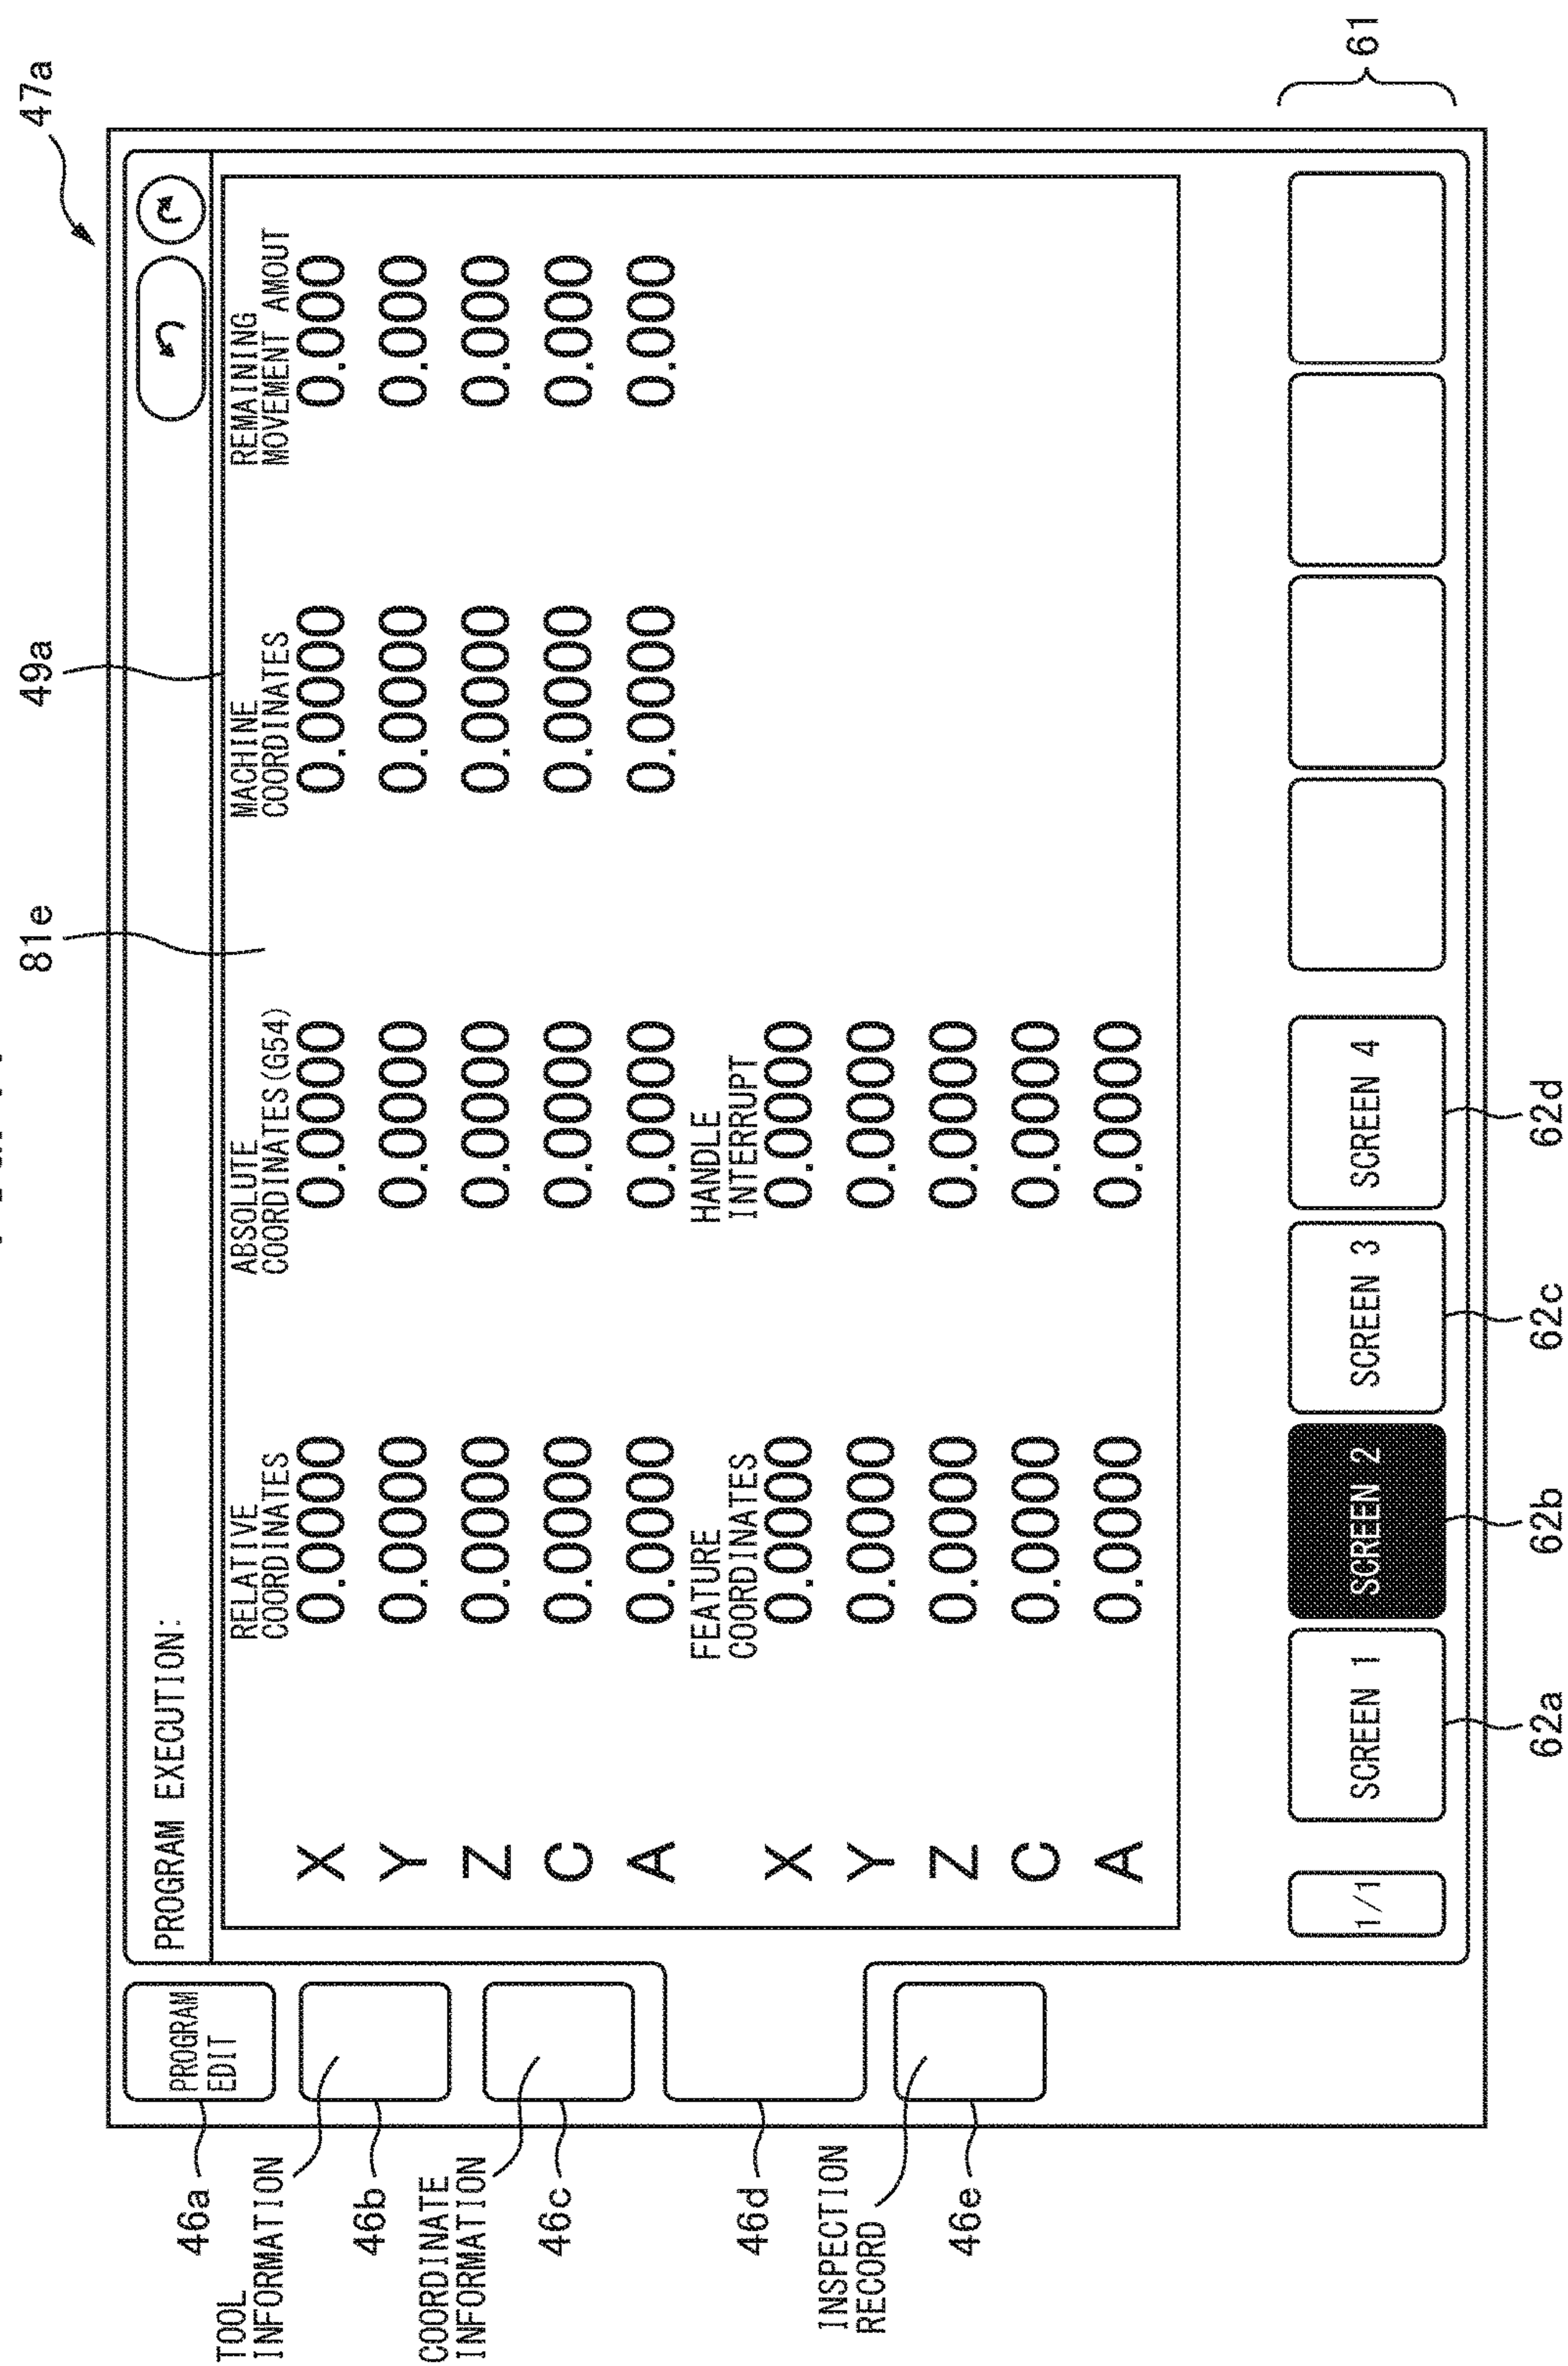 47a
49a
81e
PROGRAM EXECUTION:
PROGRAM
EDIT
46a
TOOL
INFORMATION
46b
COORDINATE
INFORMATION
46c
46d
INSPECTION
RECORD
46e
RELATIVE
COORDINATES
ABSOLUTE
COORDINATES(G54)
MACHINE
COORDINATES
REMAINING
MOVEMENT AMOUT
X 0.0000 0.0000 0.0000 0.000
Y 0.0000 0.0000 0.0000 0.000
Z 0.0000 0.0000 0.0000 0.000
C 0.0000 0.0000 0.0000 0.000
A 0.0000 0.0000 0.0000 0.000
FEATURE
COORDINATES
HANDLE
INTERRUPT
X 0.0000 0.0000
Y 0.0000 0.0000
Z 0.0000 0.0000
C 0.0000 0.0000
A 0.0000 0.0000
1/1 SCREEN 1 SCREEN 2 SCREEN 3 SCREEN 4
61
62a 62b 62c 62d